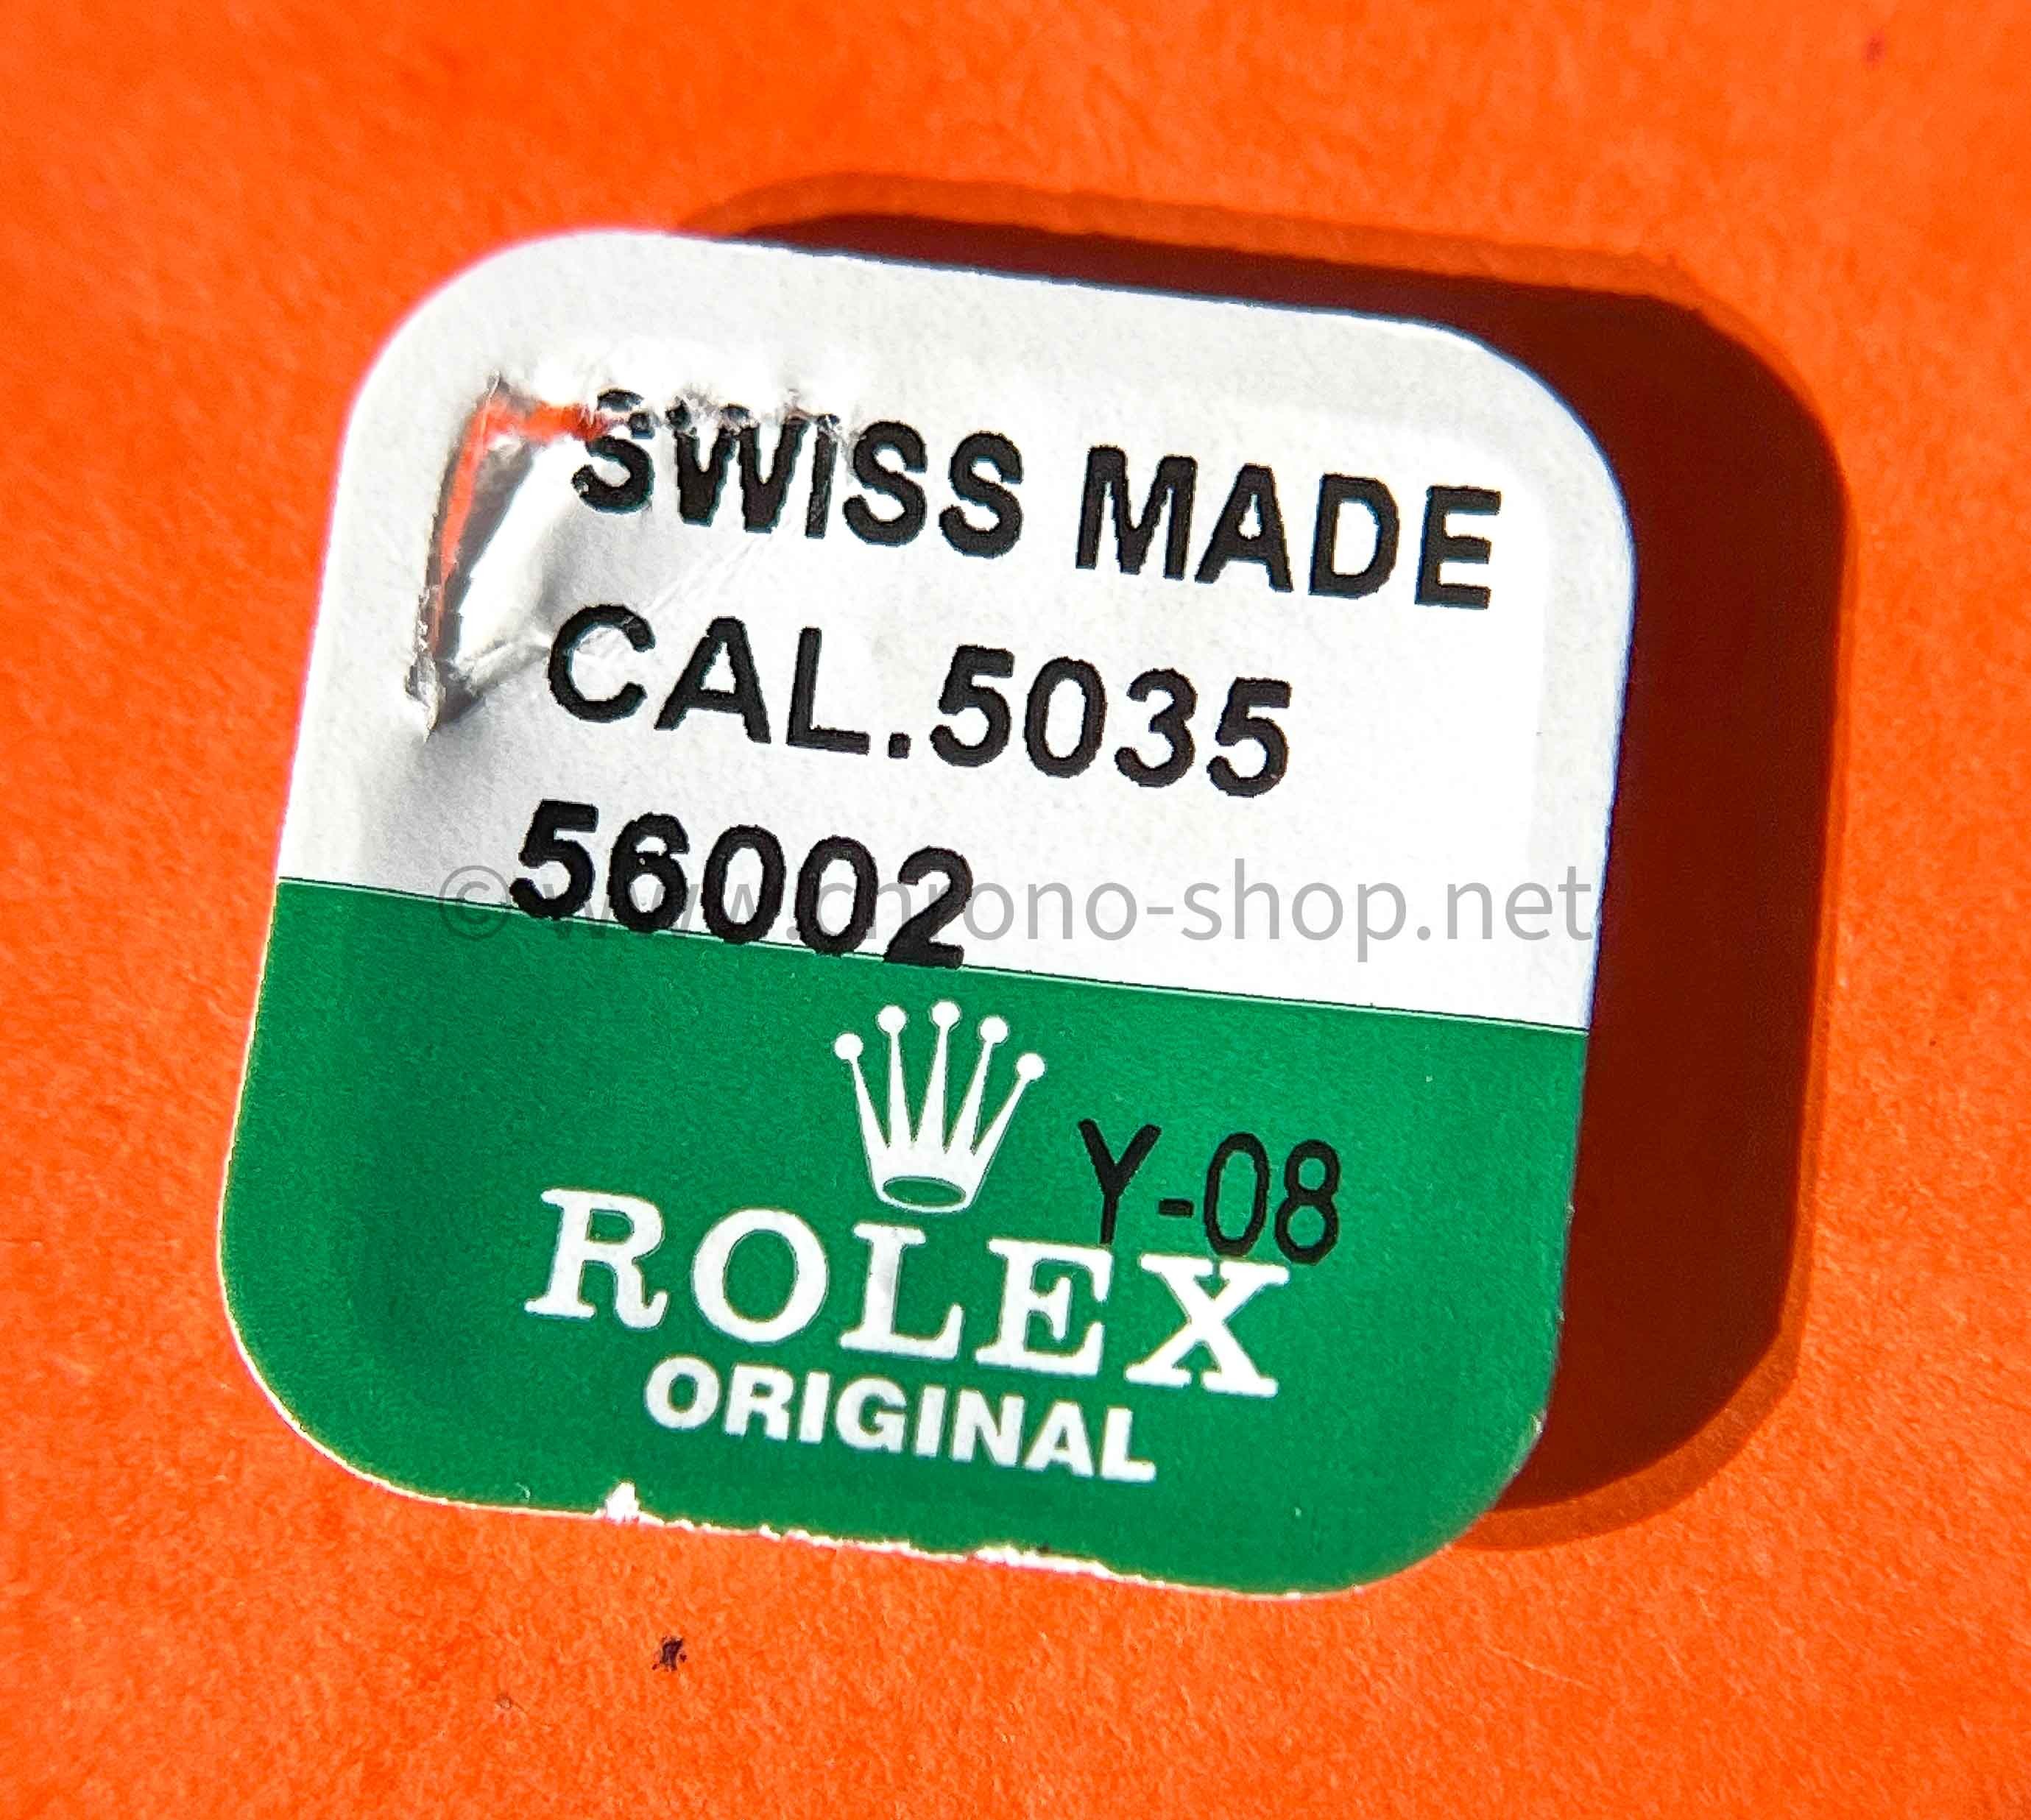 SWISS MADE
CAL.5035
56002
© www.chrono-shop.net
Y-08
ROLEX
ORIGINAL